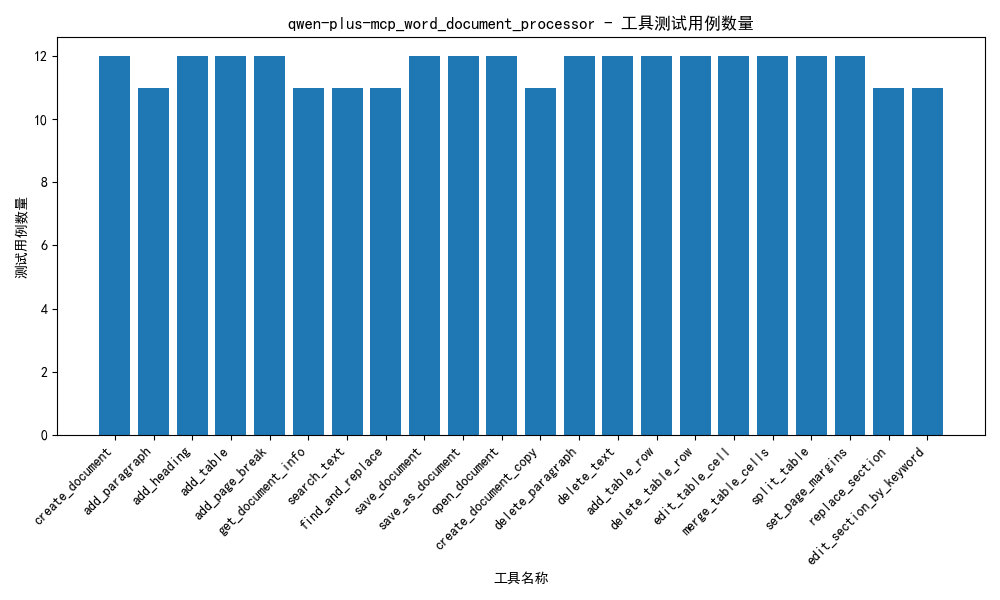 qwen-plus-mcp_word_document_processor - 工具测试用例数量
测试用例数量
12
10
8
6
4
2
0
create_document
add_paragraph
add_heading
add_table
add_page_break
get_document_info
search_text
find_and_replace
save_document
save_as_document
open_document
create_document_copy
delete_paragraph
delete_text
add_table_row
delete_table_row
edit_table_cell
merge_table_cells
split_table
set_page_margins
replace_section
edit_section_by_keyword
工具名称